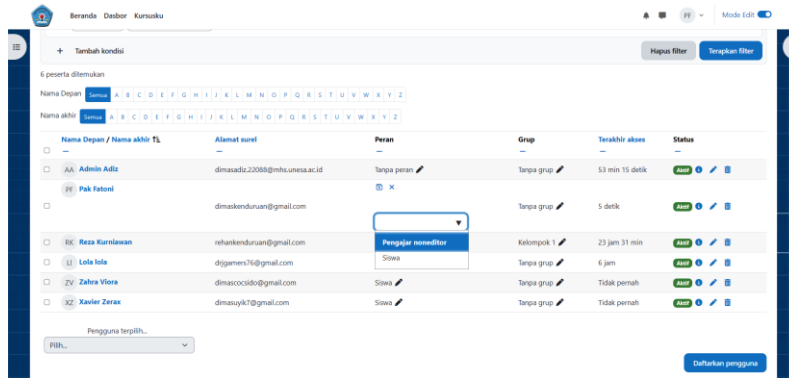 Beranda Dasbor Kursusku PF Mode Edit
+ Tambah kondisi Hapus filter Terapkan filter
6 peserta ditemukan
Nama Depan Semua A B C D E F G H I J K L M N O P Q R S T U V W X Y Z
Nama akhir Semua A B C D E F G H I J K L M N O P Q R S T U V W X Y Z
Nama Depan / Nama akhir Alamat surel Peran Grup Terakhir akses Status
AA Admin Adiz dimasadiz.22088@mhs.unesa.ac.id Tanpa peran Tanpa grup 53 min 15 detik Aktif
PF Pak Fatoni dimaskenduruan@gmail.com Tanpa grup 5 detik Aktif
RK Reza Kurniawan rehankenduruan@gmail.com Pengajar noneditor Kelompok 1 23 jam 31 min Aktif
Ll Lola lola drjgamers76@gmail.com Siswa Tanpa grup 6 jam Aktif
ZV Zahra Viora dimascocsido@gmail.com Siswa Tanpa grup Tidak pernah Aktif
XZ Xavier Zerax dimasuyik7@gmail.com Siswa Tanpa grup Tidak pernah Aktif
Pengguna terpilih...
Pilih...
Daftarkan pengguna